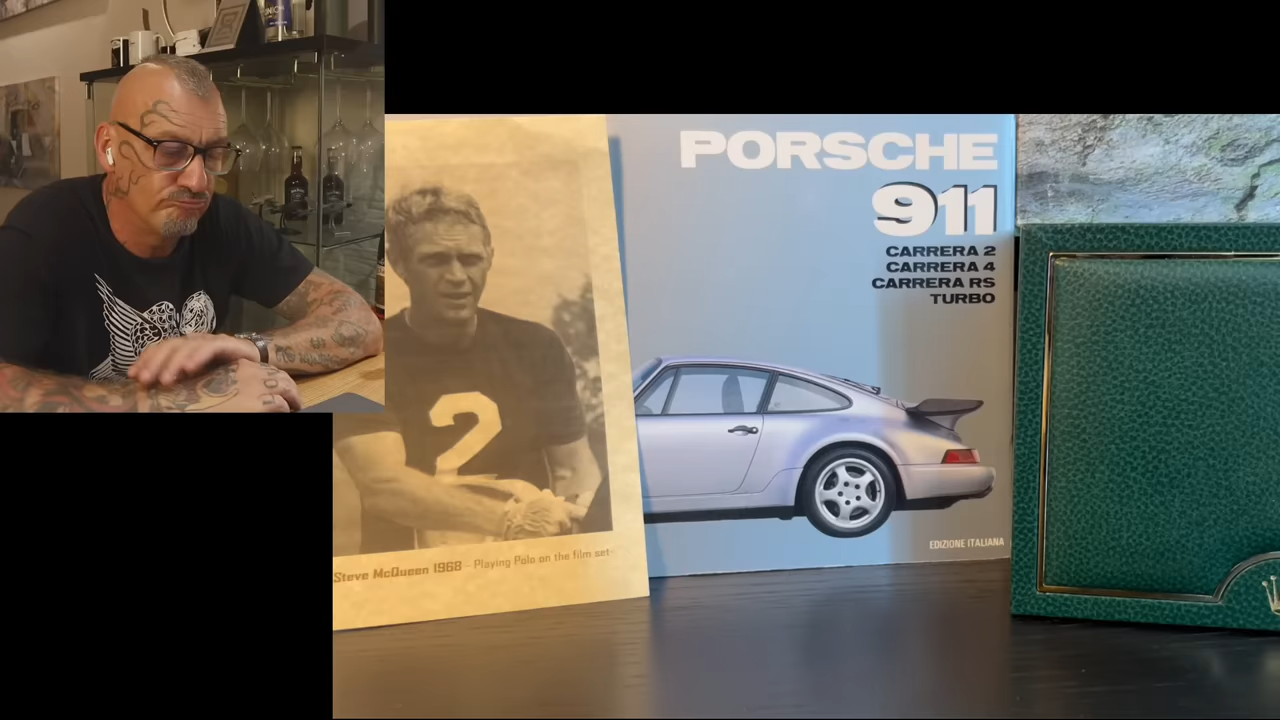 Steve McQueen 1968 - Playing Polo on the film set-
2
PORSCHE
911
CARRERA 2
CARRERA 4
CARRERA RS
TURBO
EDIZIONE ITALIANA